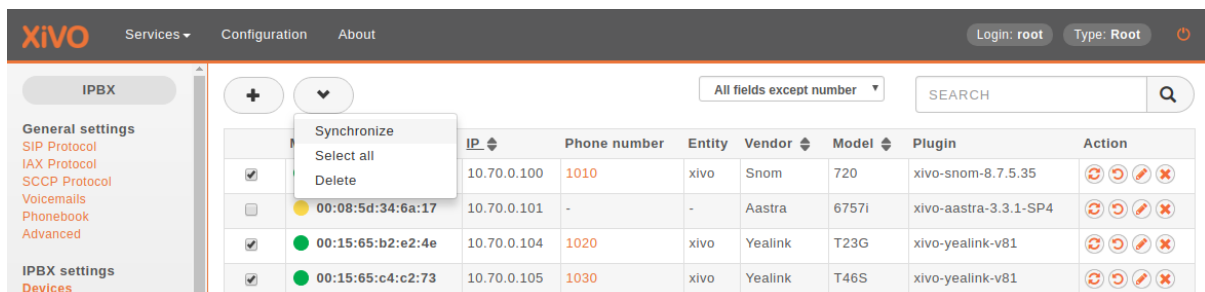 XiVO Services Configuration About Login: root Type: Root
IPBX
General settings
SIP Protocol
IAX Protocol
SCCP Protocol
Voicemails
Phonebook
Advanced
IPBX settings
Devices
All fields except number SEARCH
Synchronize
Select all
Delete
IP Phone number Entity Vendor Model Plugin Action
10.70.0.100 1010 xivo Snom 720 xivo-snom-8.7.5.35
00:08:5d:34:6a:17 10.70.0.101 - - Aastra 6757i xivo-aastra-3.3.1-SP4
00:15:65:b2:e2:4e 10.70.0.104 1020 xivo Yealink T23G xivo-yealink-v81
00:15:65:c4:c2:73 10.70.0.105 1030 xivo Yealink T46S xivo-yealink-v81